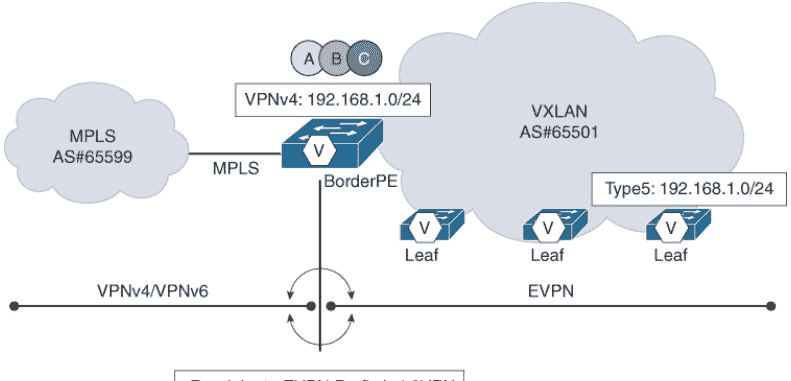 A B C
VPNv4: 192.168.1.0/24
VXLAN
AS#65501
MPLS
AS#65599
V
MPLS
BorderPE
Type5: 192.168.1.0/24
V
V
V
Leaf
Leaf
Leaf
VPNv4/VPNv6
EVPN